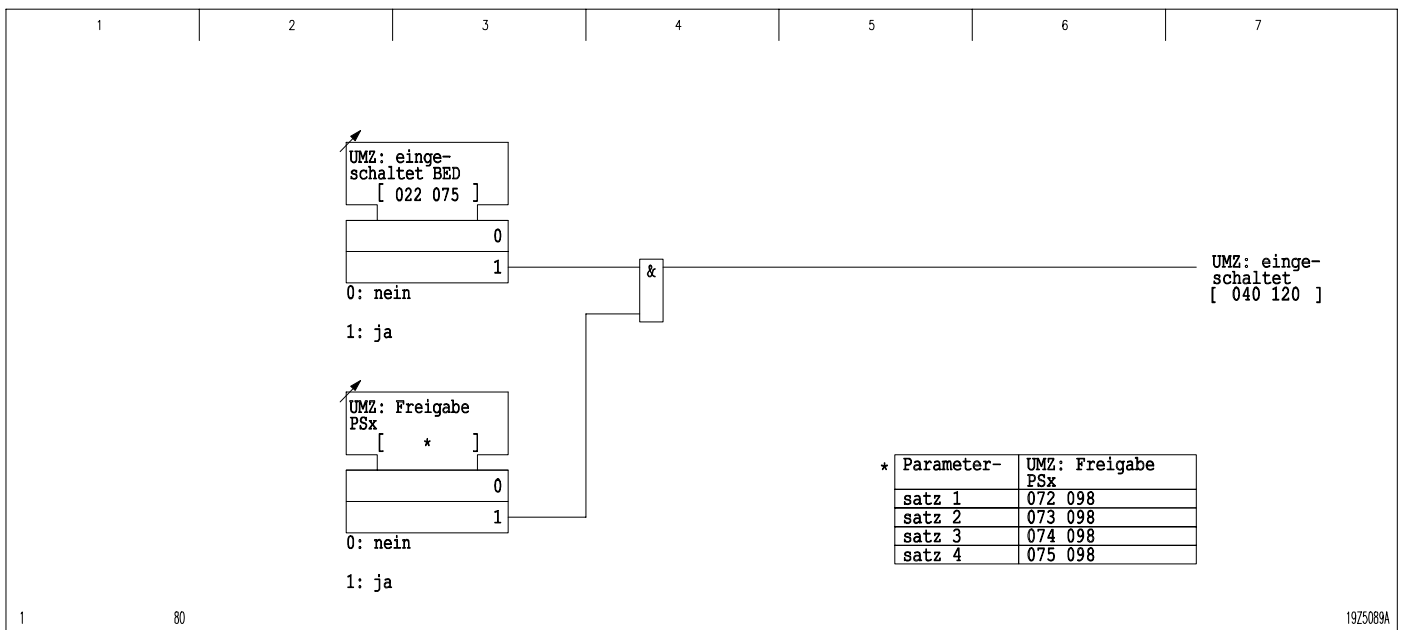 1 2 3 4 5 6 7
UMZ: einge-
schaltet BED
[ 022 075 ]
0
1
0: nein
1: ja
&
UMZ: einge-
schaltet
[ 040 120 ]
UMZ: Freigabe
PSx
[ * ]
0
1
0: nein
1: ja
* Parameter- UMZ: Freigabe
PSx
satz 1 072 098
satz 2 073 098
satz 3 074 098
satz 4 075 098
1 80 19Z5089A